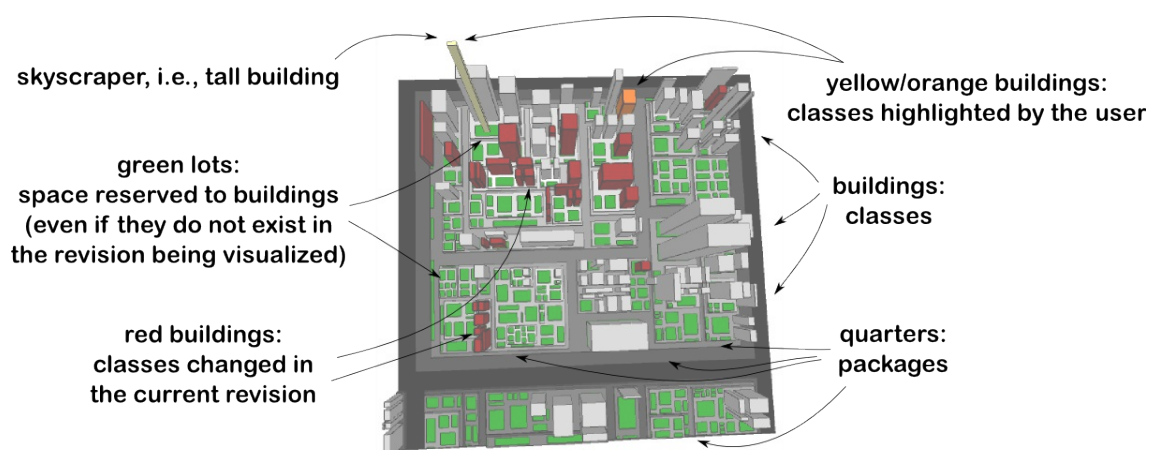 skyscraper, i.e., tall building
green lots:
space reserved to buildings
(even if they do not exist in
the revision being visualized)
red buildings:
classes changed in
the current revision
yellow/orange buildings:
classes highlighted by the user
buildings:
classes
quarters:
packages